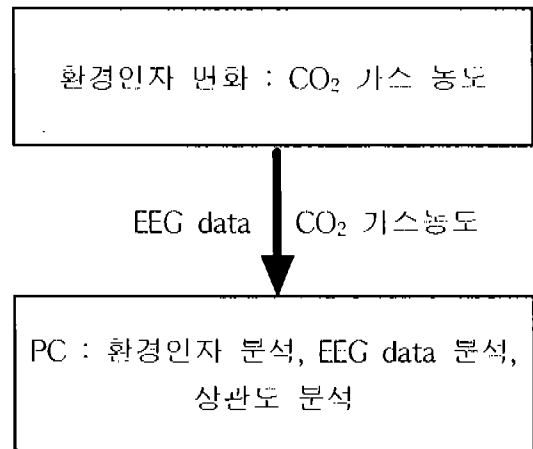 환경인자 변화 : CO₂ 가스 농도
EEG data CO₂ 가스농도
PC : 환경인자 분석, EEG data 분석,
상관도 분석